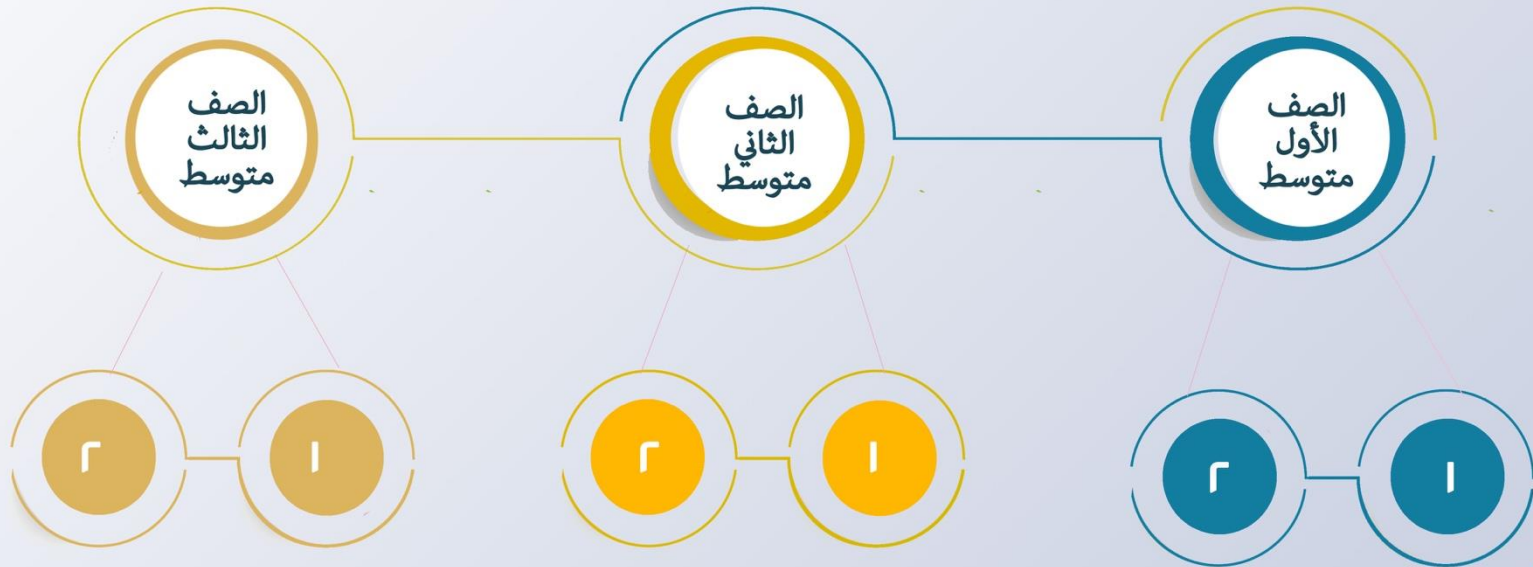 الصف
الأول
متوسط
الصف
الثاني
متوسط
الصف
الثالث
متوسط
١
٢
١
٢
١
٢